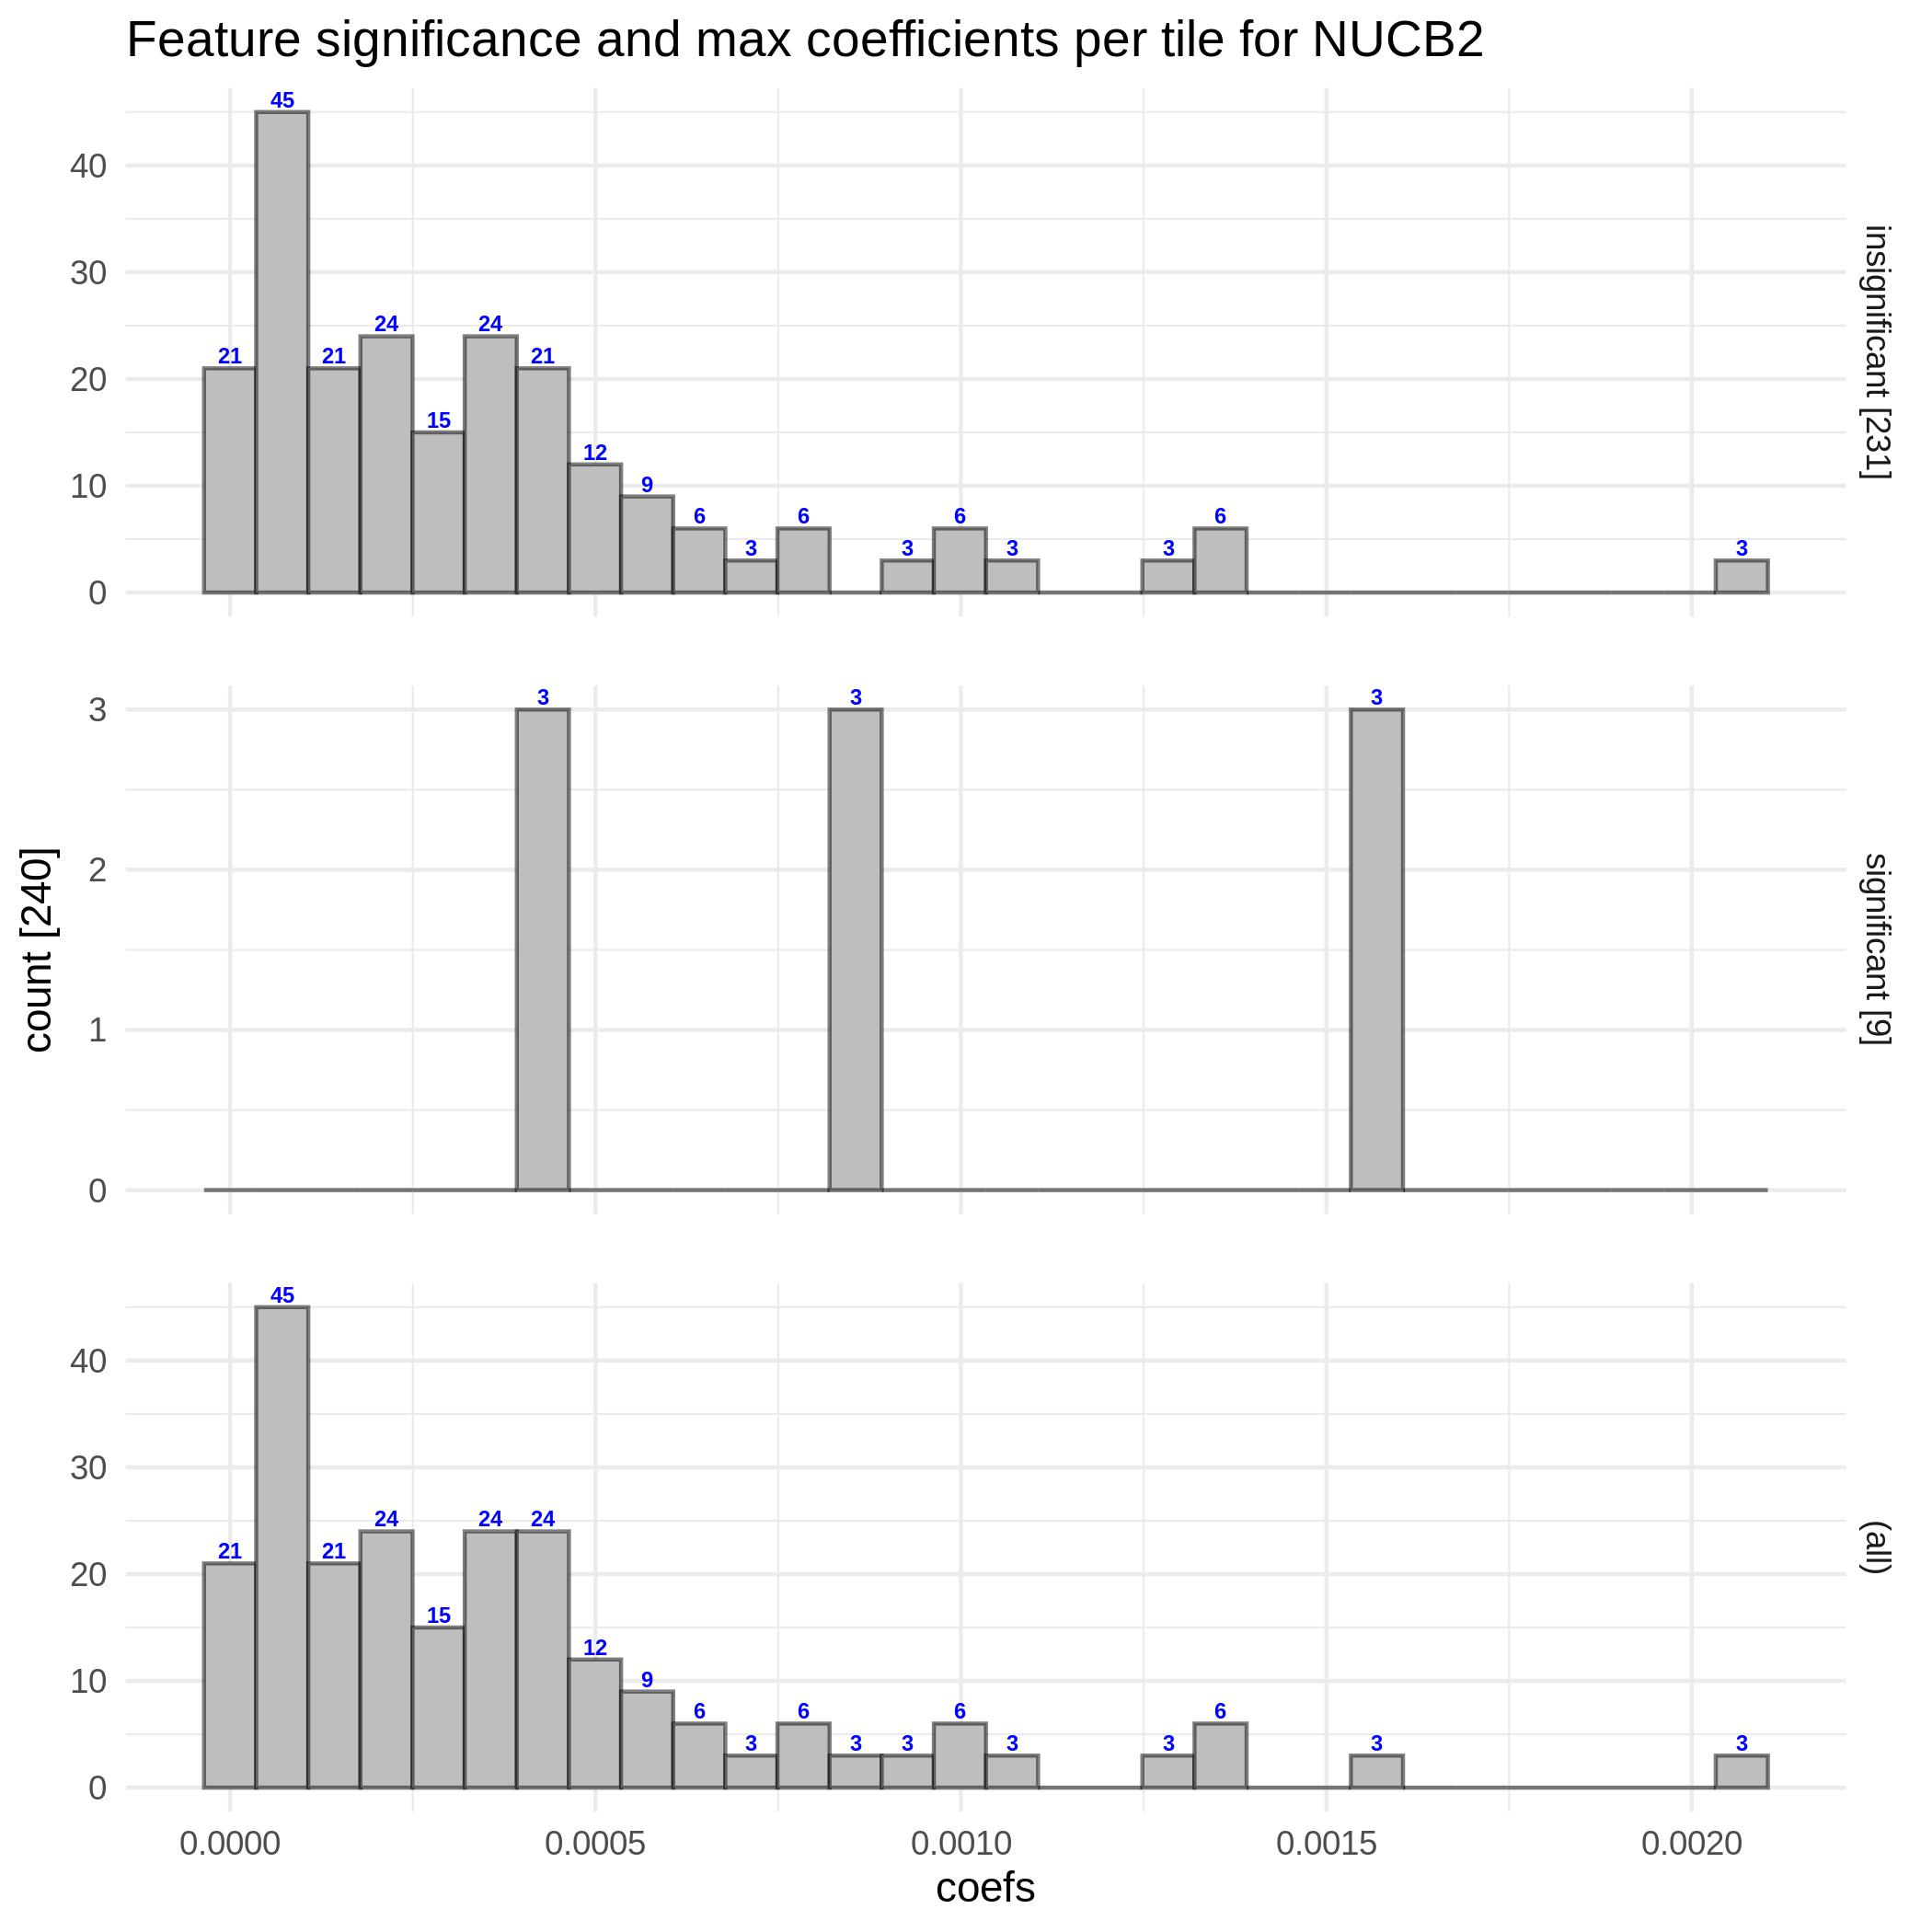 Feature significance and max coefficients per tile for NUCB2
45
40
30
24 24
21 21 21
20
15
12
10
9
6 6 6 6
3 3 3 3 3
0
insignificant [231]
3 3 3
3
2
1
0
significant [9]
count [240]
45
40
30
24 24 24
21 21
20
15
12
10
9
6 6 6 6
3 3 3 3 3 3 3
0
(all)
0.0000 0.0005 0.0010 0.0015 0.0020
coefs